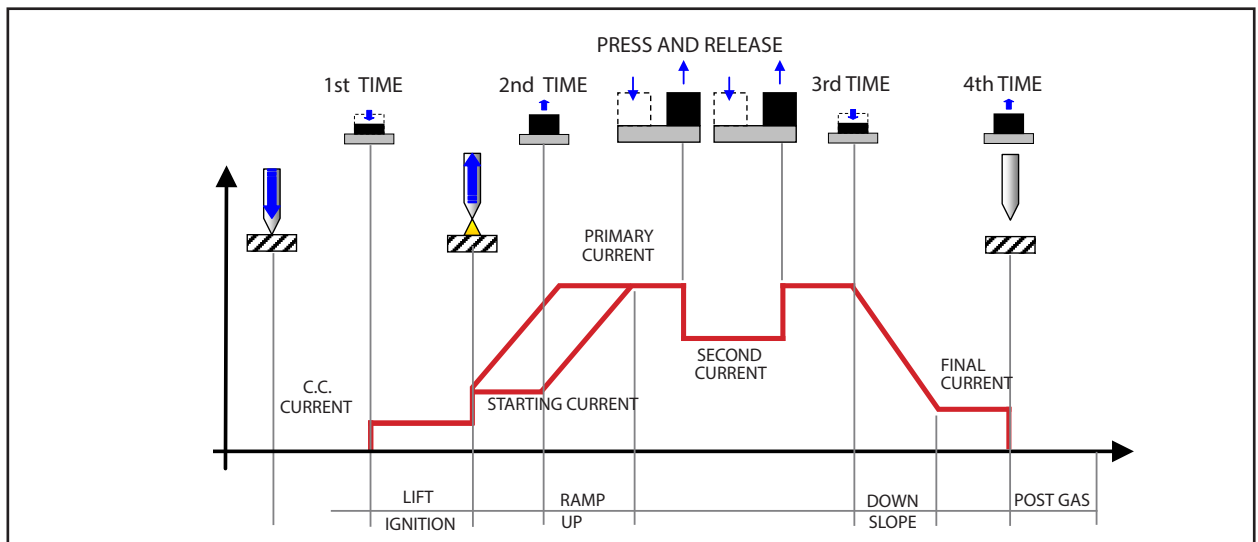 PRESS AND RELEASE
1st TIME
2nd TIME
3rd TIME
4th TIME
PRIMARY
CURRENT
SECOND
CURRENT
FINAL
CURRENT
C.C.
CURRENT
STARTING CURRENT
LIFT
IGNITION
RAMP
UP
DOWN
SLOPE
POST GAS